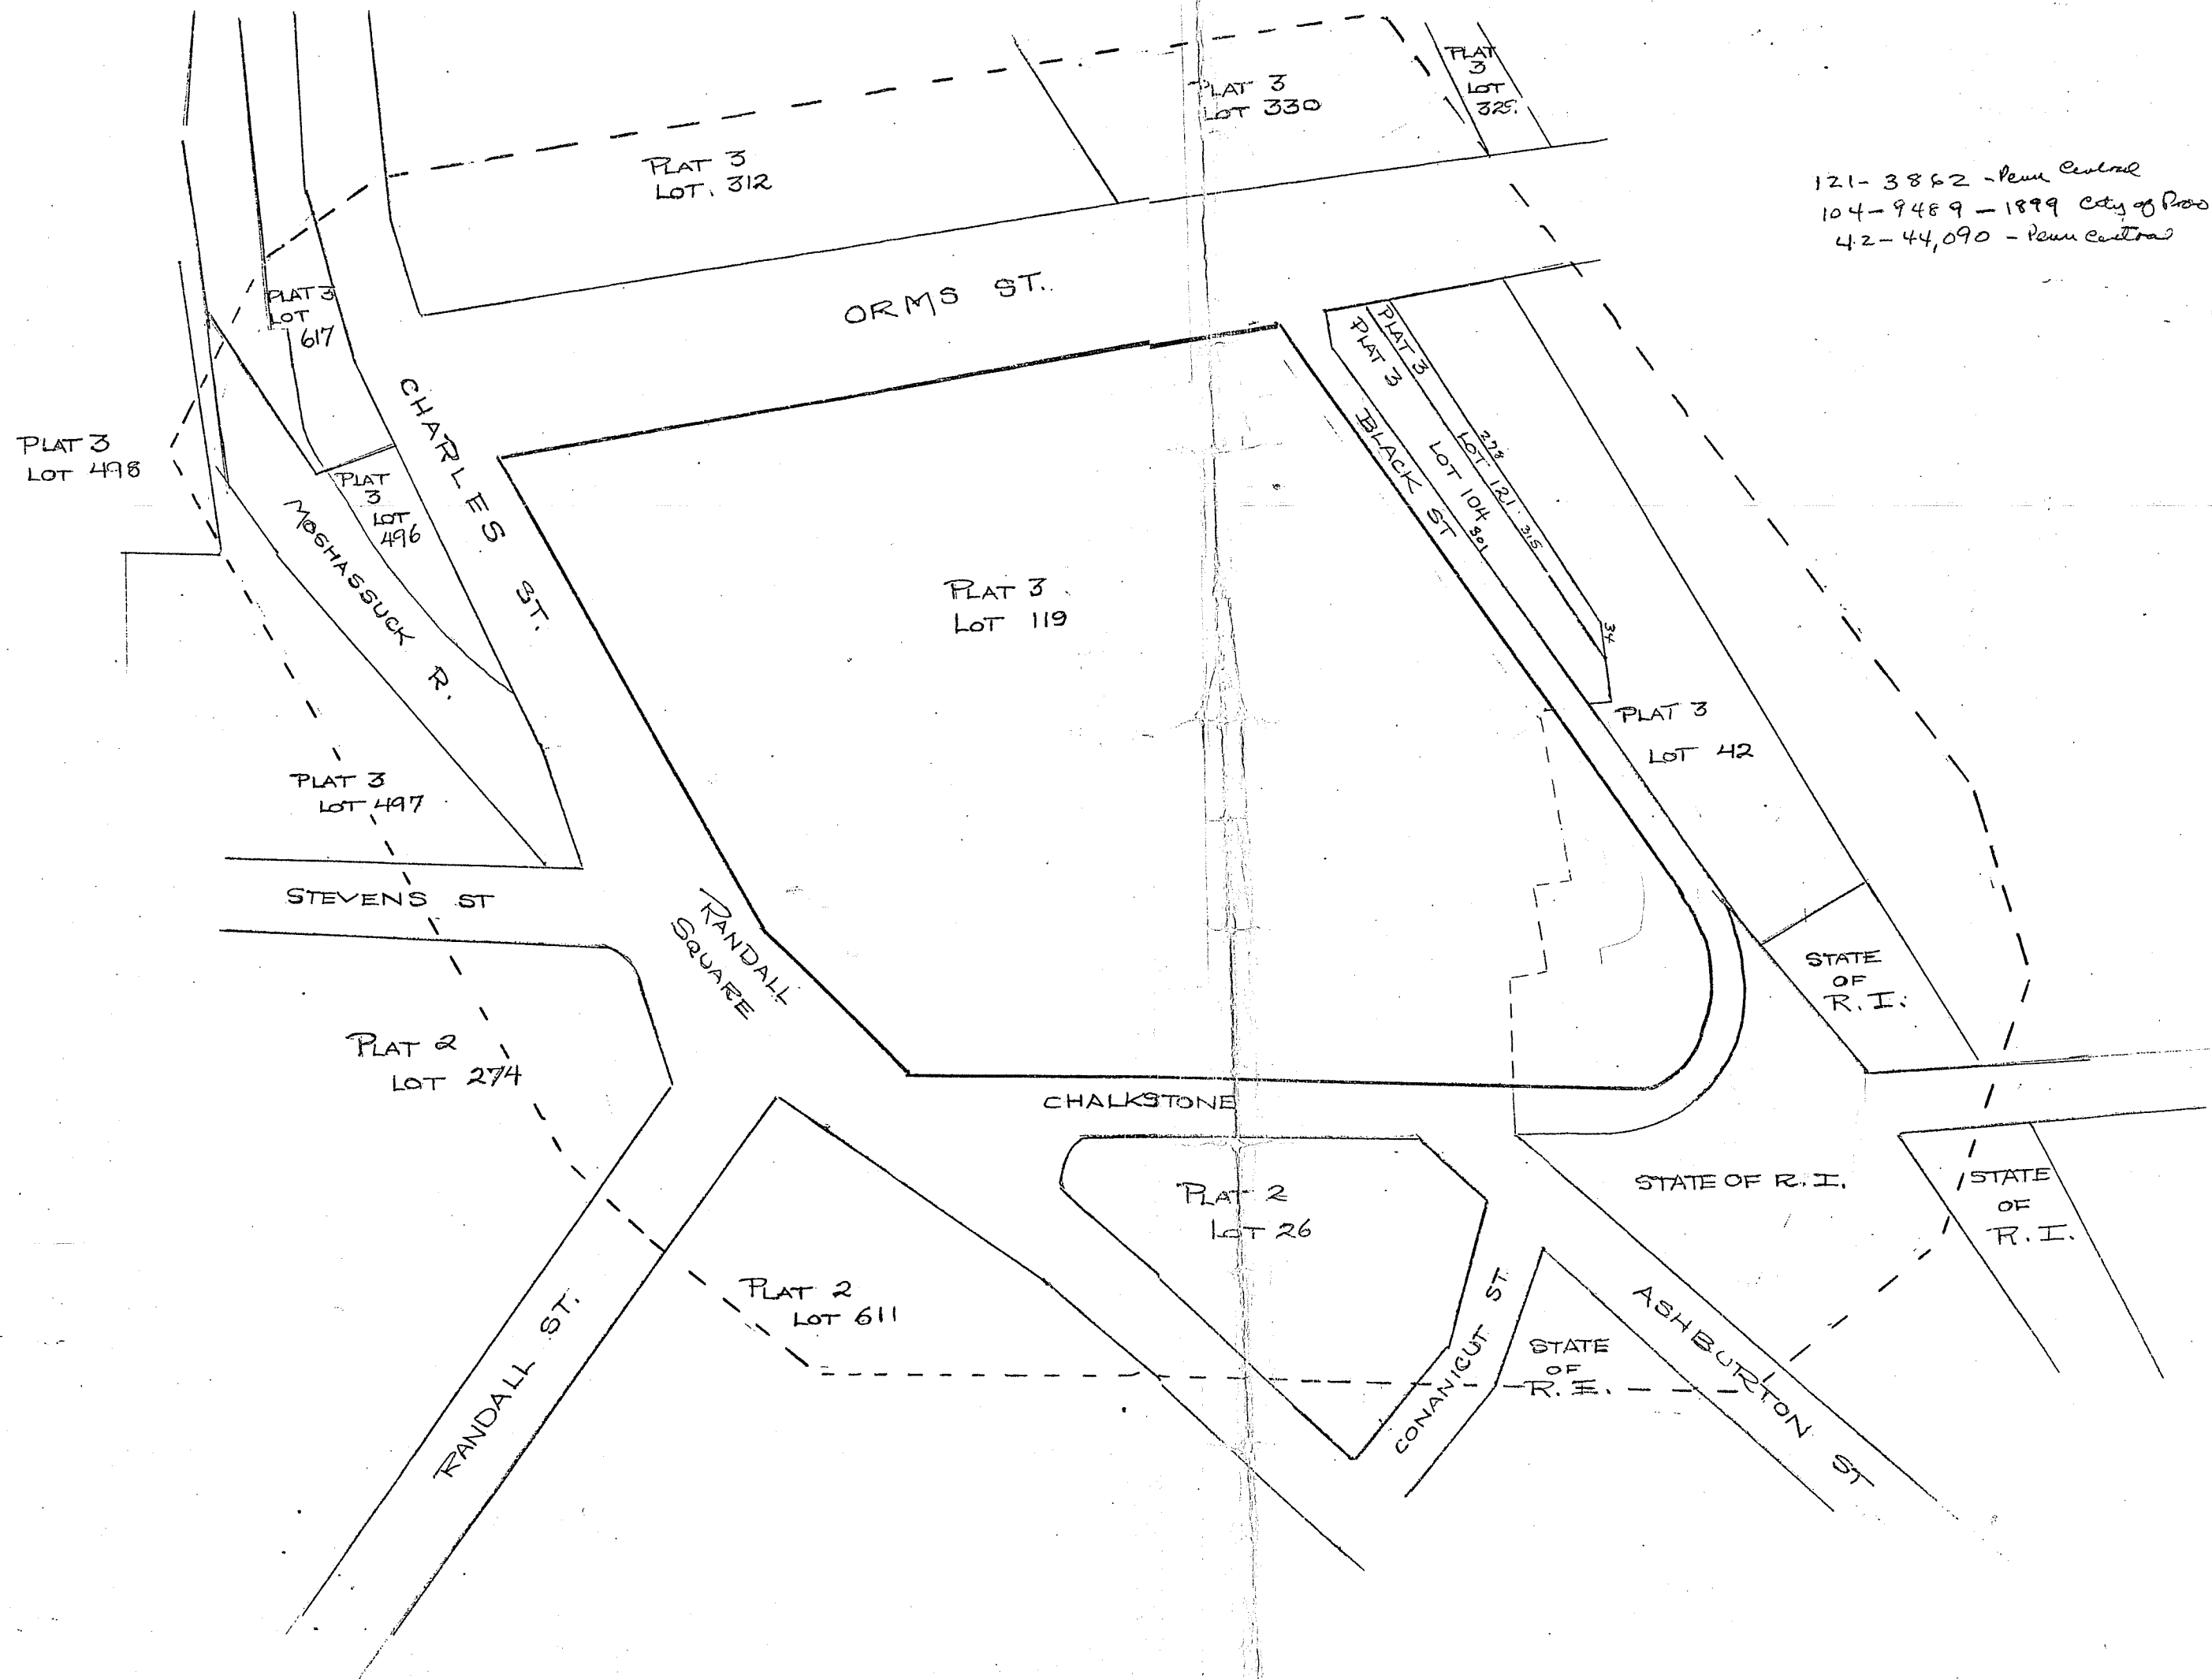 PLAT
3
LOT
PLAT 3
LOT 330
PLAT 3
LOT. 312
121- 3862 - Penn Central
104-9489-1899 City of Prov
42-44,090 - Penn Central
PLAT 3
LOT
617
ORMS ST.
PLAT 3
LOT 121
278
315
34
PLAT 3
LOT 104
301
BLACK ST
CHARLES ST.
PLAT 3
LOT 498
PLAT
3
LOT
496
MOSHASSUCK R.
PLAT 3
LOT 119
PLAT 3
LOT 42
PLAT 3
LOT 497
STEVENS ST
RANDALL
SQUARE
STATE
OF
R.I.
PLAT 2
LOT 274
CHALKSTONE
STATE OF R.I.
STATE
OF
R.I.
PLAT 2
LOT 26
PLAT 2
LOT 611
CONANICUT ST.
STATE
OF
R.I.
ASHBURTON ST
RANDALL ST.